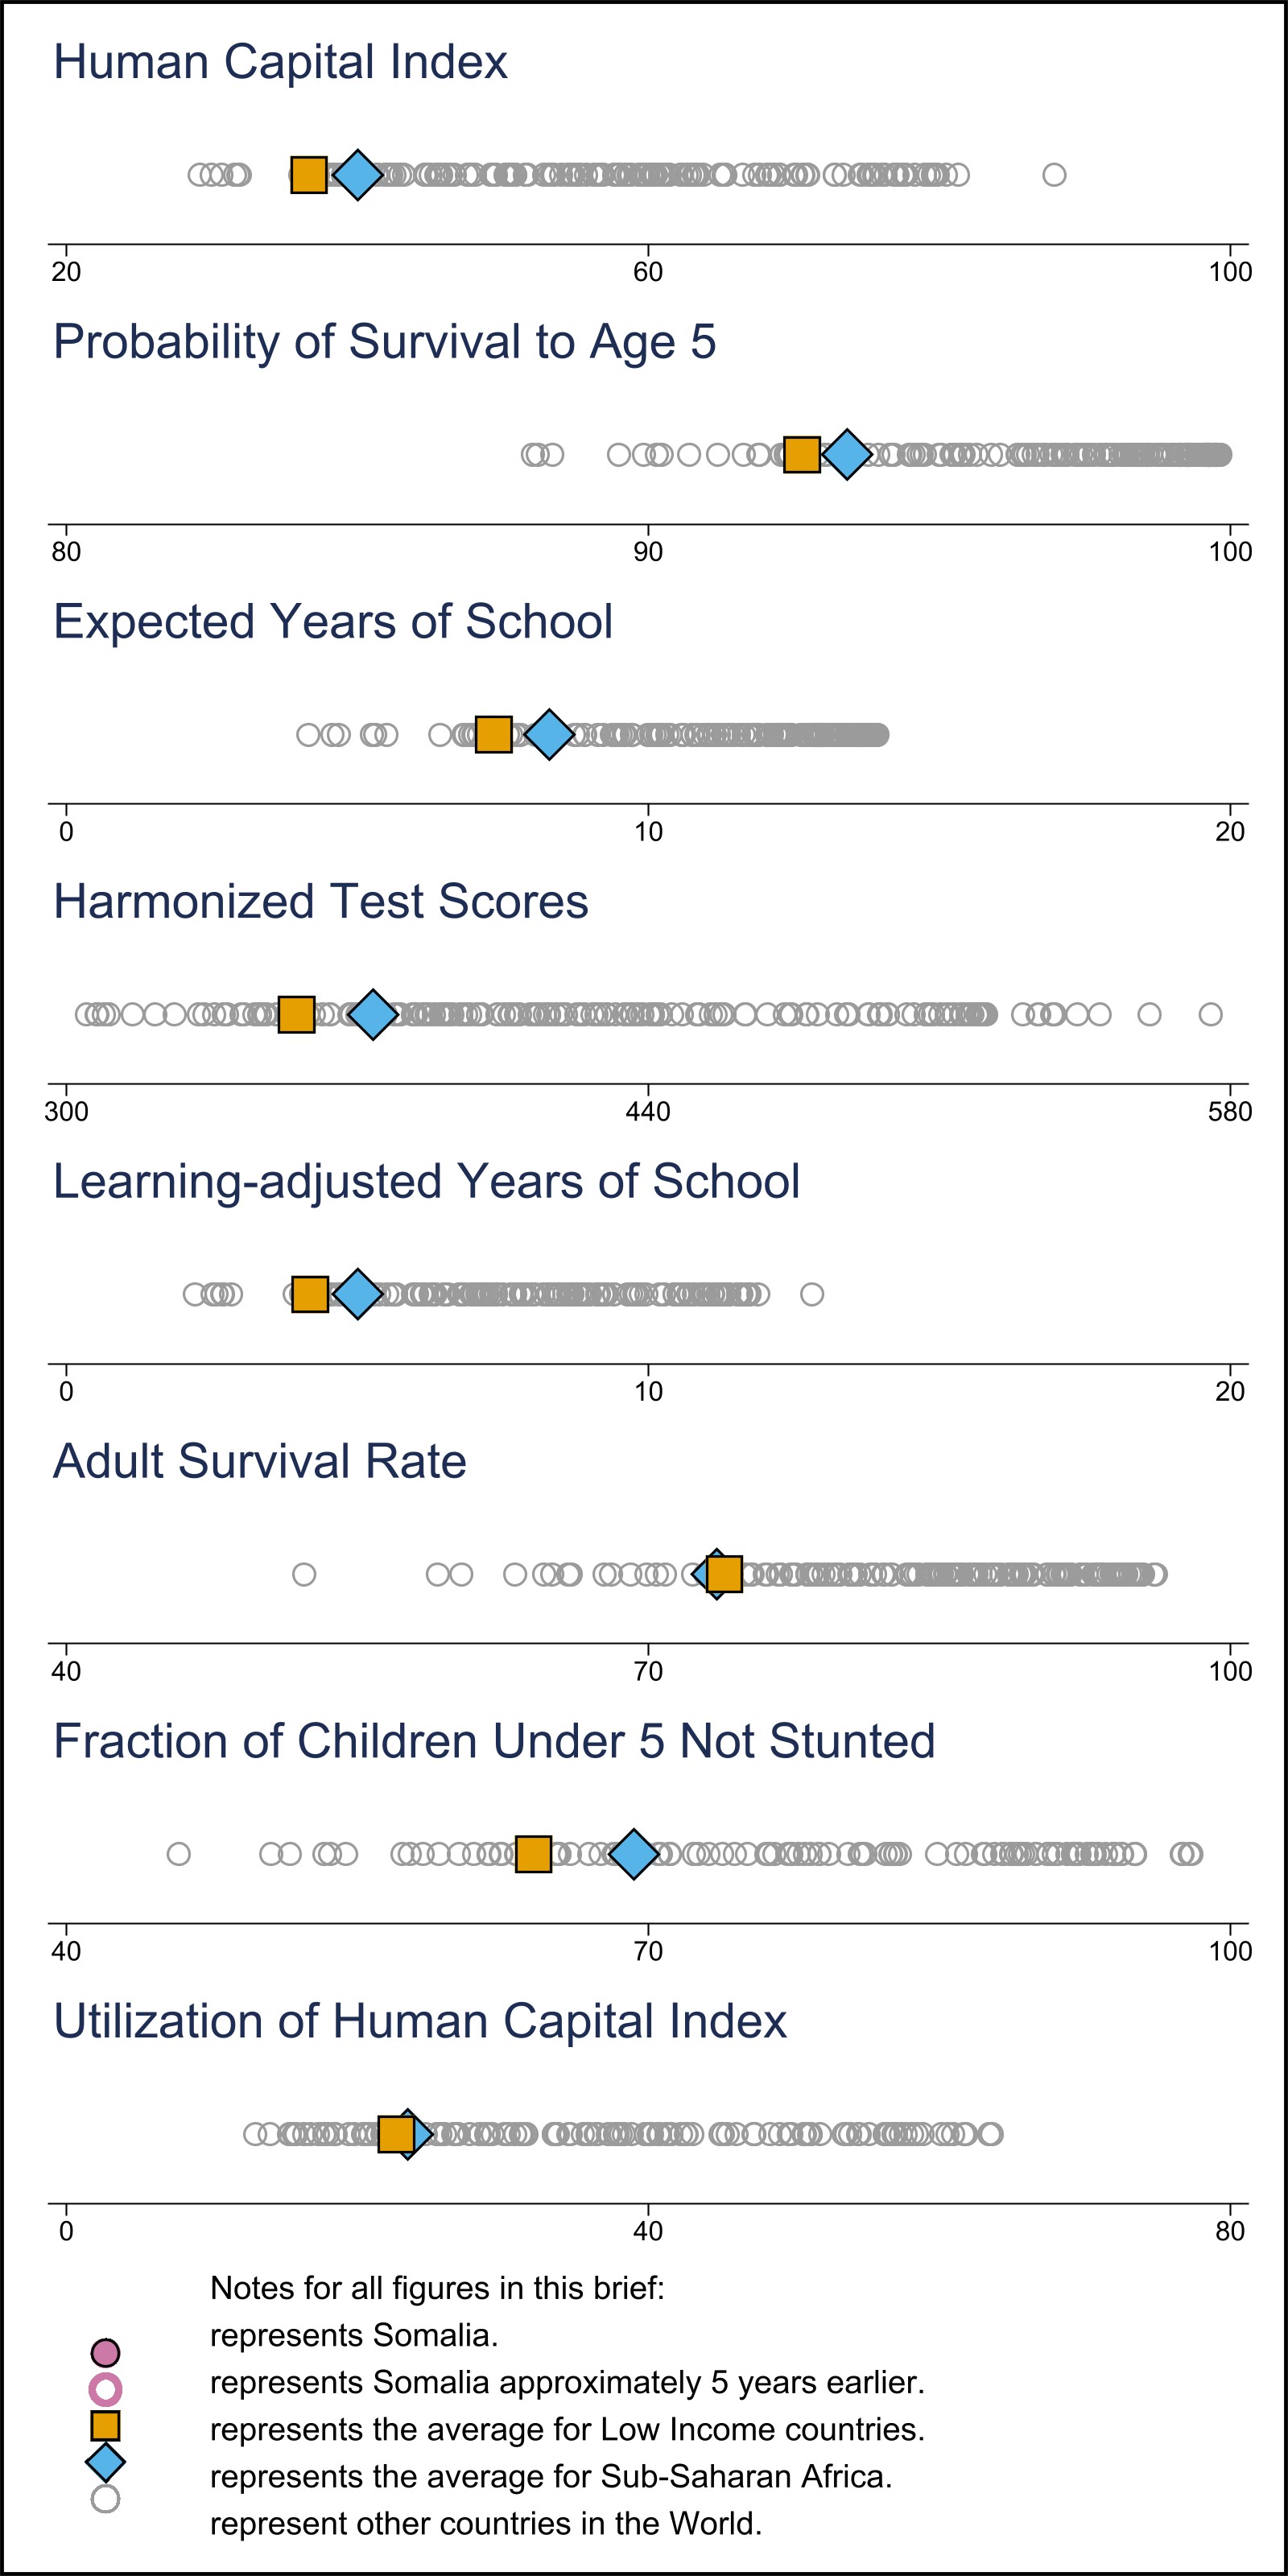 Human Capital Index
20 60 100
Probability of Survival to Age 5
80 90 100
Expected Years of School
0 10 20
Harmonized Test Scores
300 440 580
Learning-adjusted Years of School
0 10 20
Adult Survival Rate
40 70 100
Fraction of Children Under 5 Not Stunted
40 70 100
Utilization of Human Capital Index
0 40 80
Notes for all figures in this brief:
represents Somalia.
represents Somalia approximately 5 years earlier.
represents the average for Low Income countries.
represents the average for Sub-Saharan Africa.
represent other countries in the World.